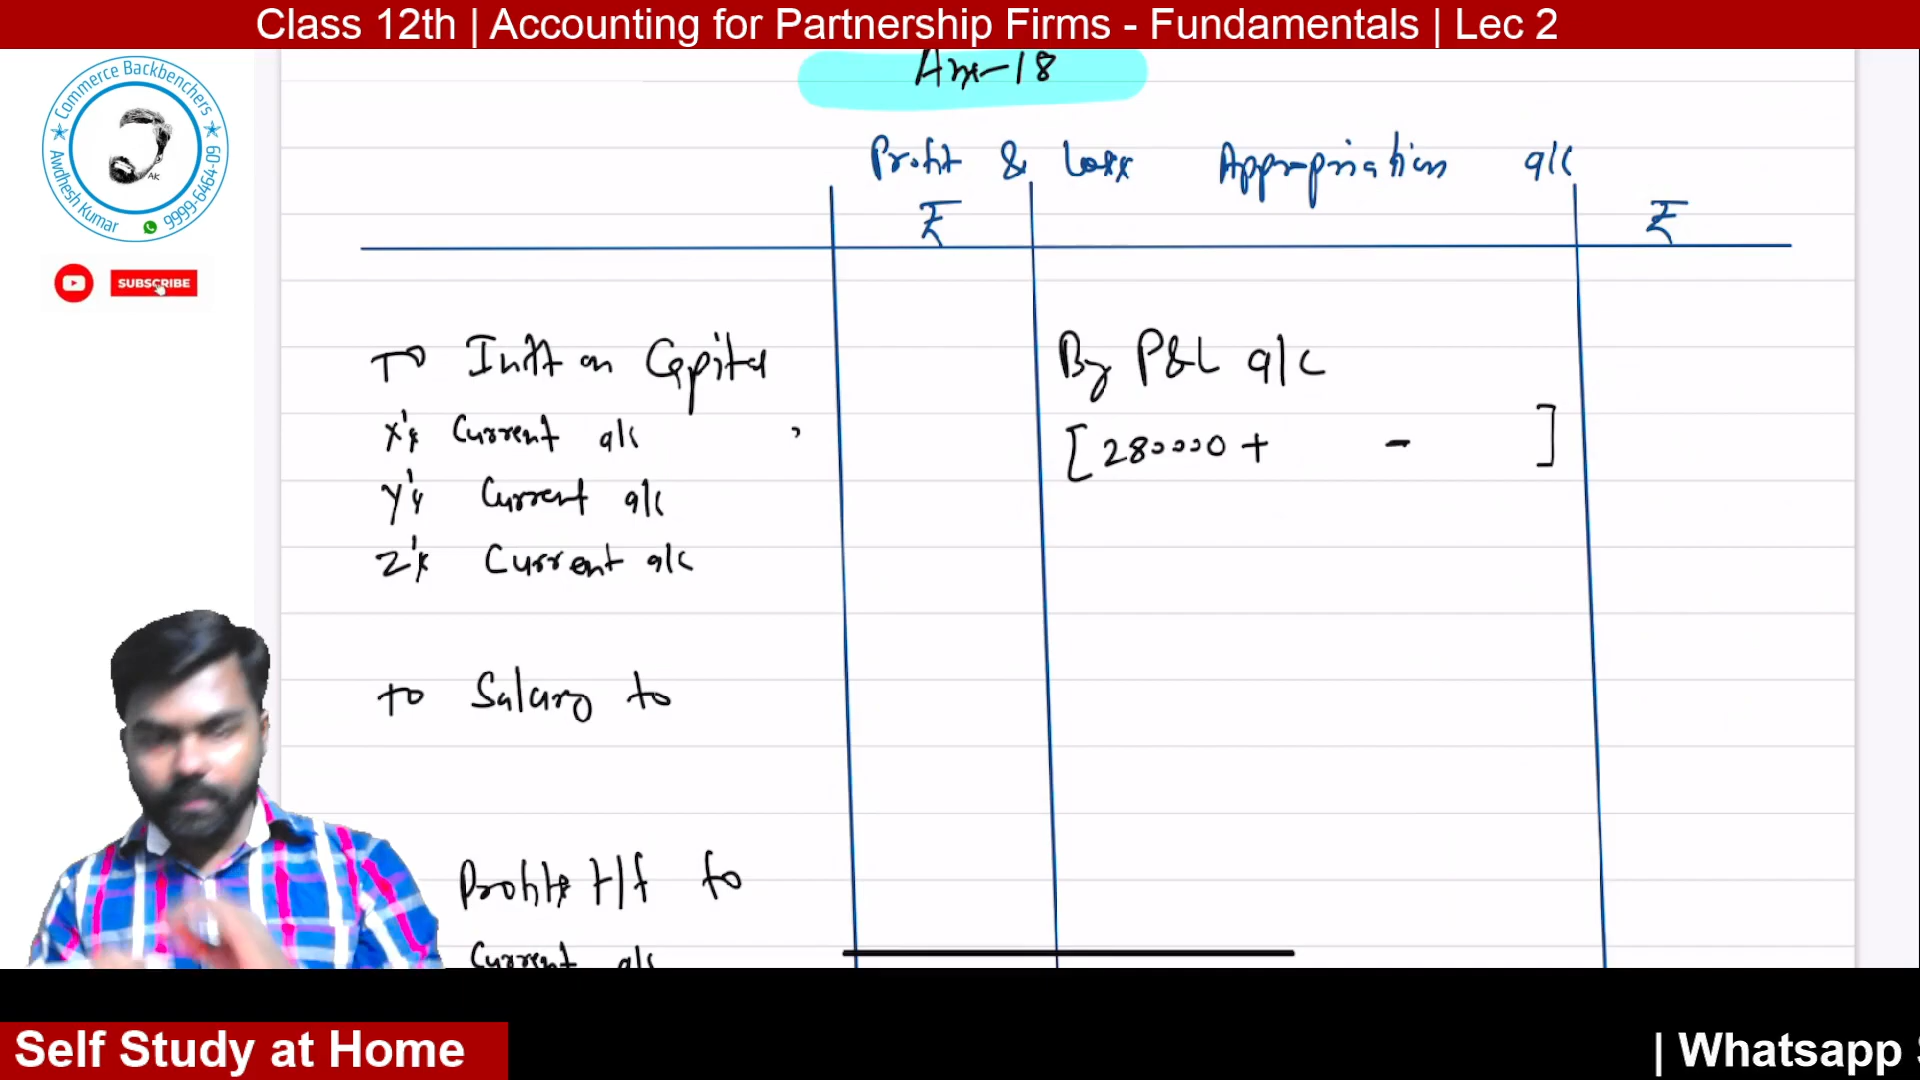 Class 12th | Accounting for Partnership Firms - Fundamentals | Lec 2
Commerce Backbenchers
Awdhesh Kumar
9999-6464-09
AK
SUBSCRIBE
Ans-18
Profit & Loss Appropriation a/c
₹ ₹
To Intt on Capital
X's Current a/c
Y's Current a/c
Z's Current a/c
to Salary to
Profits t/f to
Current a/c
By P&L a/c
[280000 + - ]
Self Study at Home
| Whatsapp